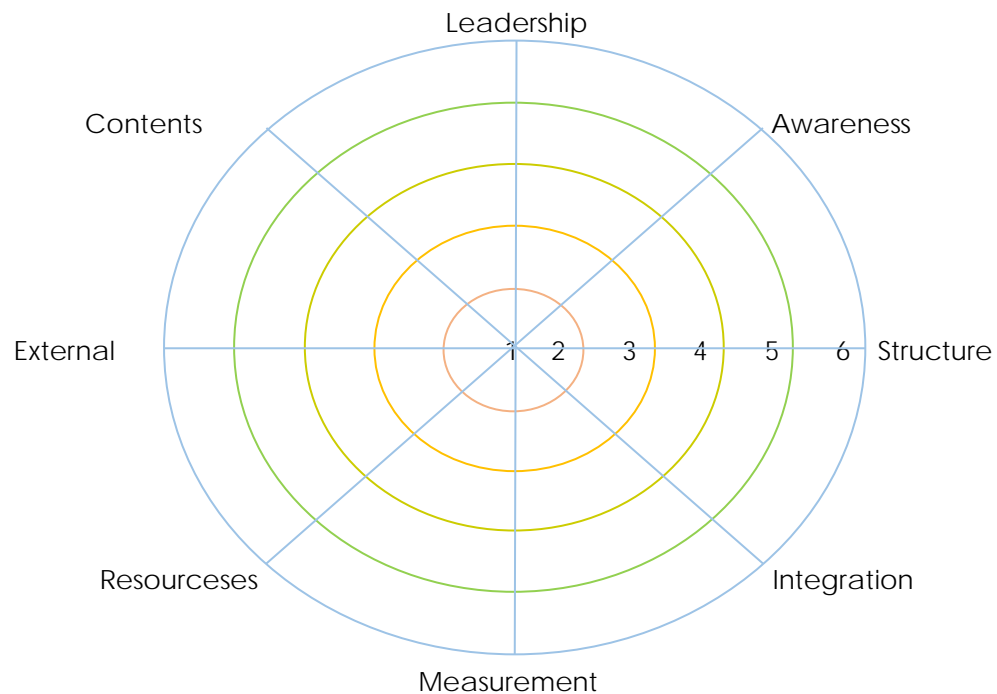 Leadership
Contents
Awareness
External
1 2 3 4 5 6
Structure
Resourceses
Integration
Measurement